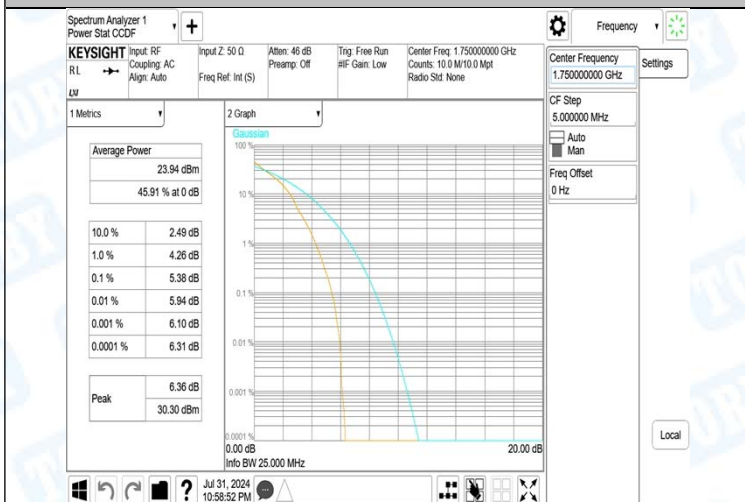 Spectrum Analyzer 1
Power Stat CCDF
Frequency
KEYSIGHT
RL
Input: RF
Coupling: AC
Align: Auto
Input Z: 50 Ω
Freq Ref: Int (S)
Atten: 46 dB
Preamp: Off
Trig: Free Run
#IF Gain: Low
Center Freq: 1.750000000 GHz
Counts: 10.0 M/10.0 Mpt
Radio Std: None
Center Frequency
1.750000000 GHz
Settings
CF Step
5.000000 MHz
Auto
Man
Freq Offset
0 Hz
1 Metrics
Average Power
23.94 dBm
45.91 % at 0 dB
10.0 % 2.49 dB
1.0 % 4.26 dB
0.1 % 5.38 dB
0.01 % 5.94 dB
0.001 % 6.10 dB
0.0001 % 6.31 dB
Peak
6.36 dB
30.30 dBm
2 Graph
Gaussian
100 %
10 %
1 %
0.1 %
0.01 %
0.001 %
0.0001 %
0.00 dB 20.00 dB
Info BW 25.000 MHz
Local
?
Jul 31, 2024
10:58:52 PM